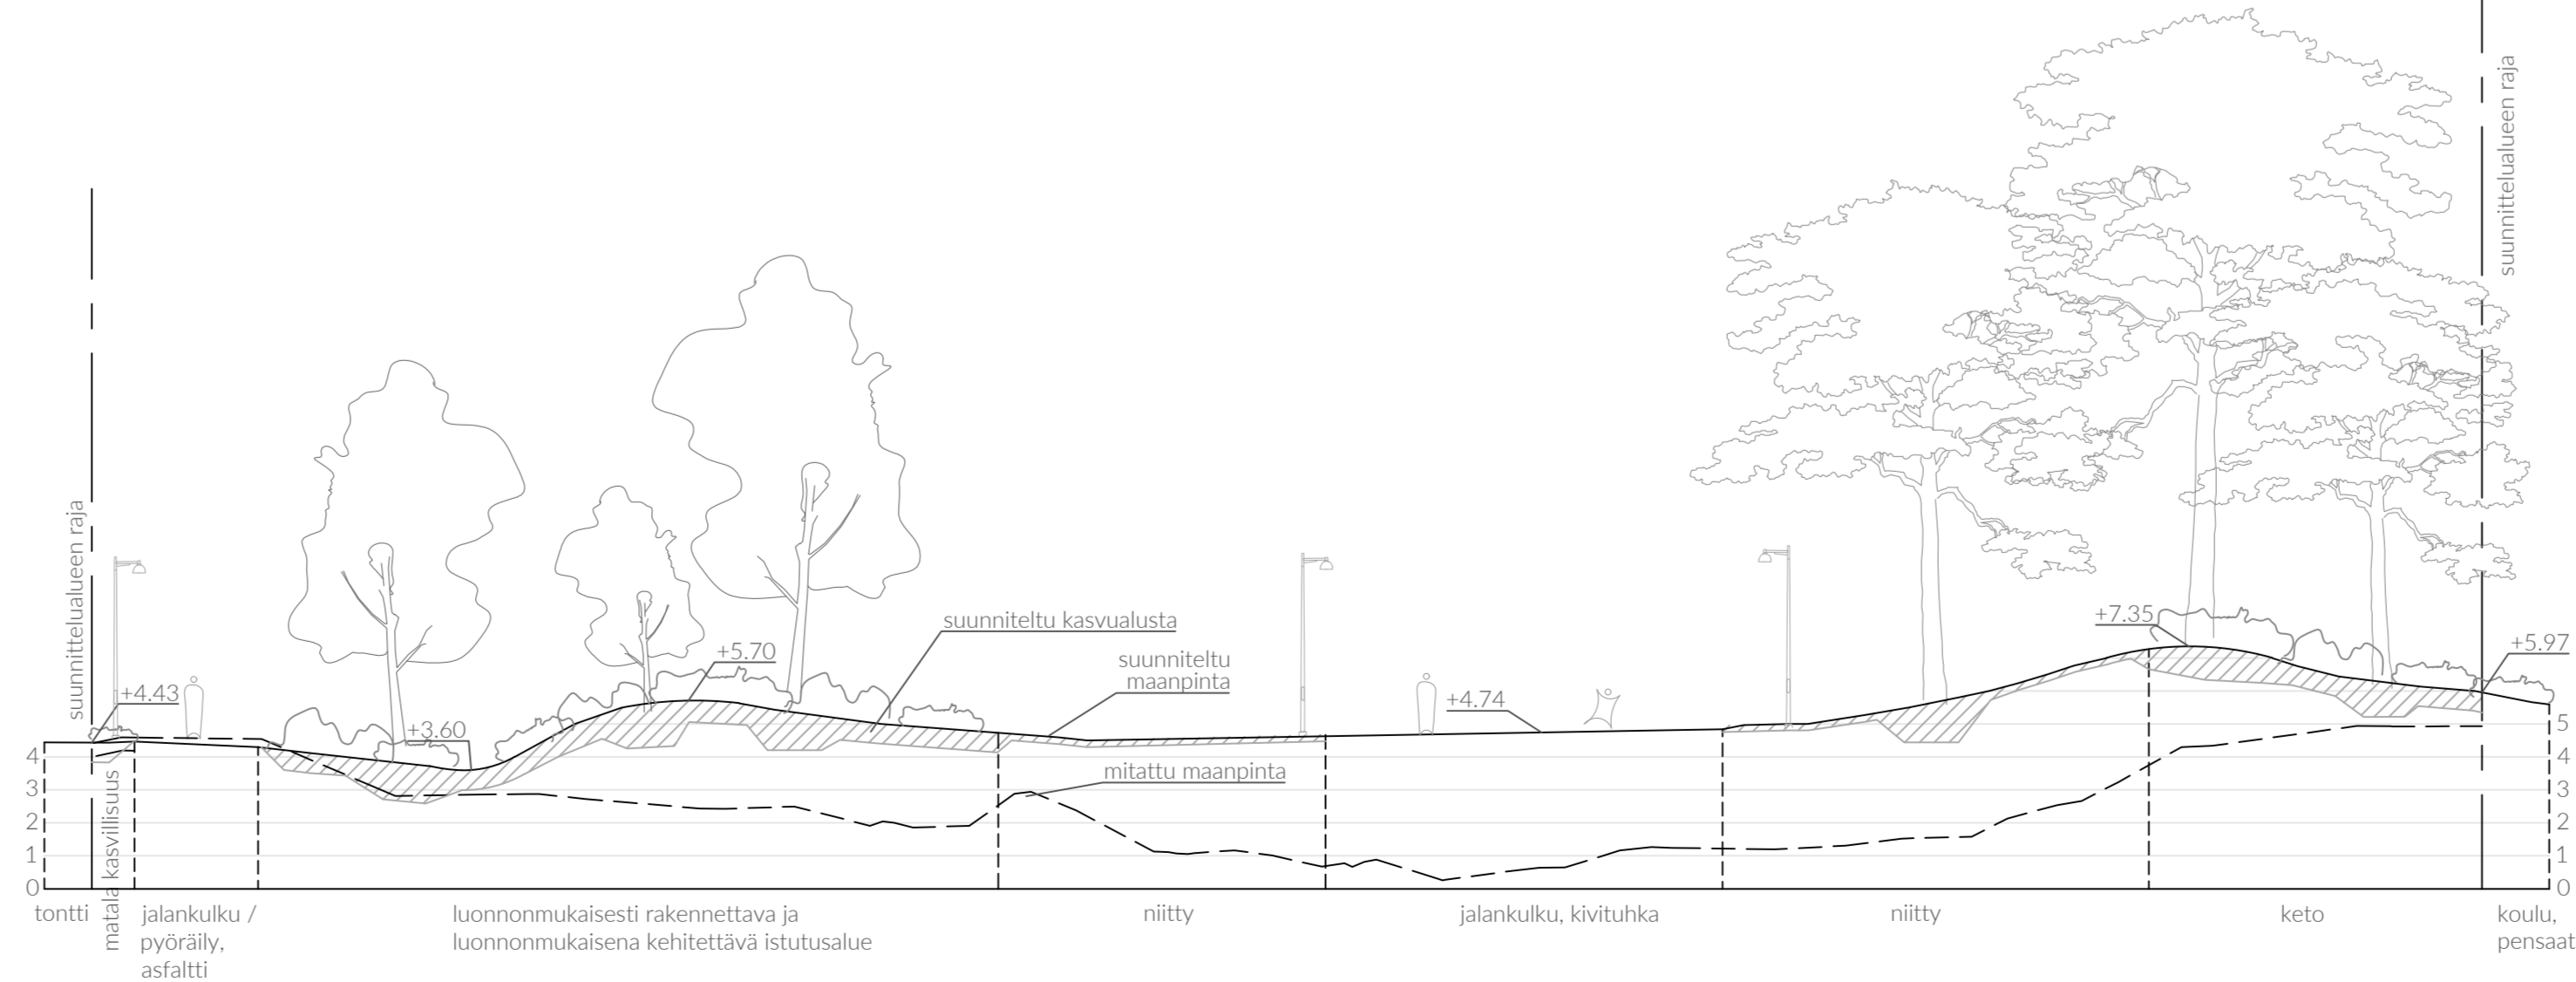 suunnittelualueen raja
suunnittelualueen raja
suunniteltu kasvualusta
+7.35
+5.70
suunniteltu
maanpinta
+5.97
+4.43
+3.60
+4.74
mitattu maanpinta
4
3
2
1
0
5
4
3
2
1
0
tontti
matala kasvillisuus
jalankulku /
pyöräily,
asfaltti
luonnonmukaisesti rakennettava ja
luonnonmukaisena kehitettävä istutusalue
niitty
jalankulku, kivituhka
niitty
keto
koulu,
pensaat